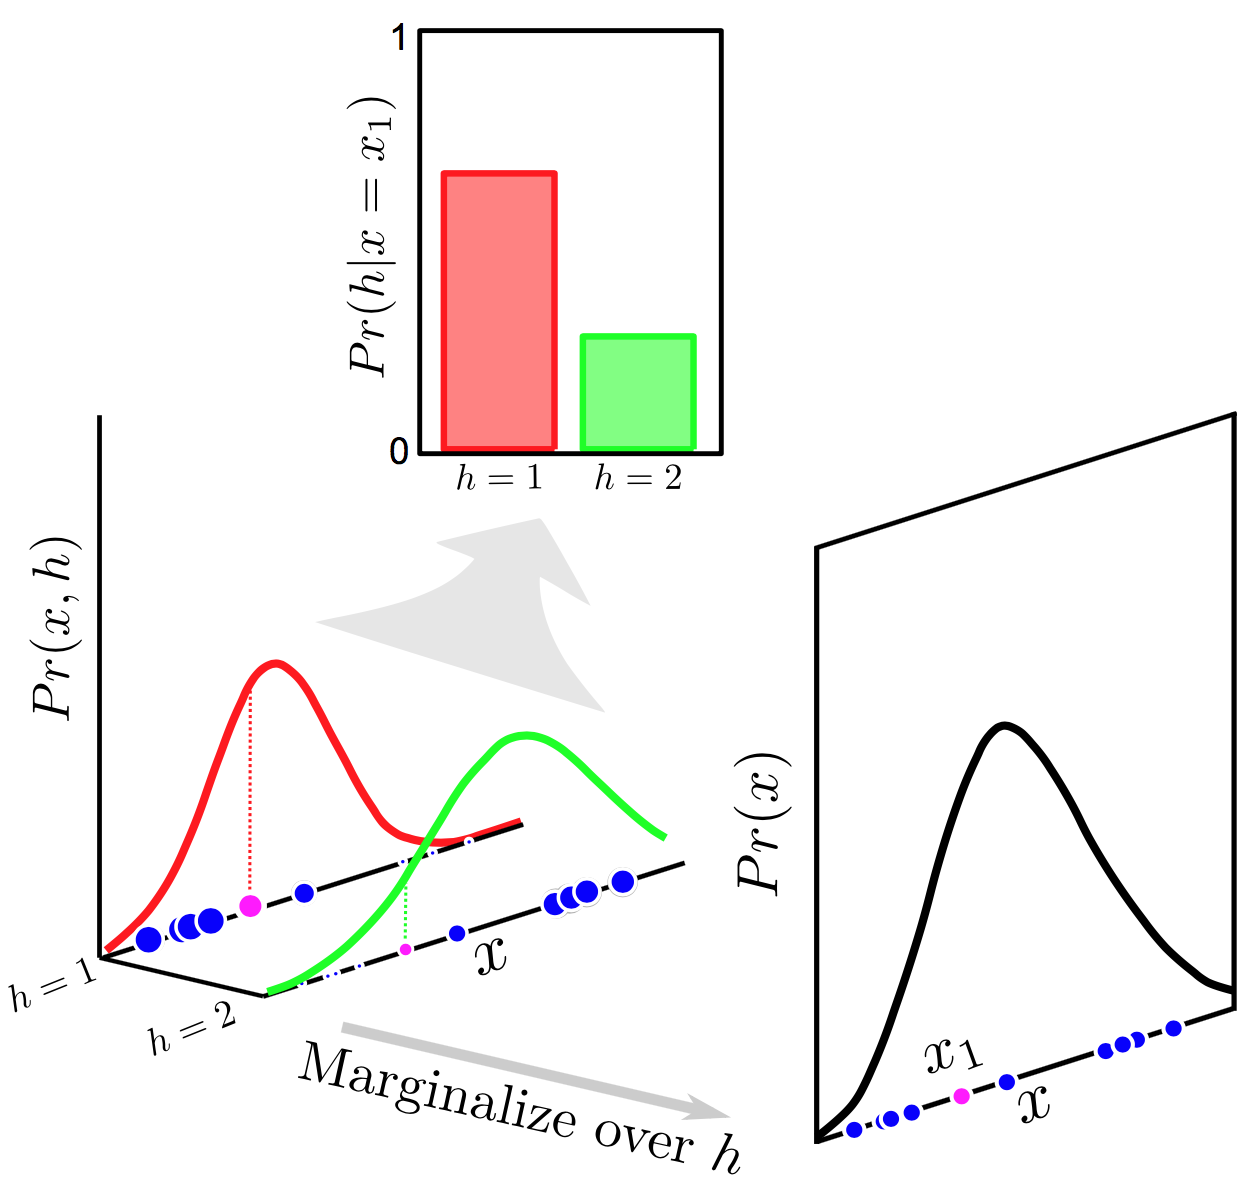 1
Pr(h|x = x₁)
0
h = 1
h = 2
Pr(x, h)
h = 1
h = 2
x
Marginalize over h
Pr(x)
x₁
x